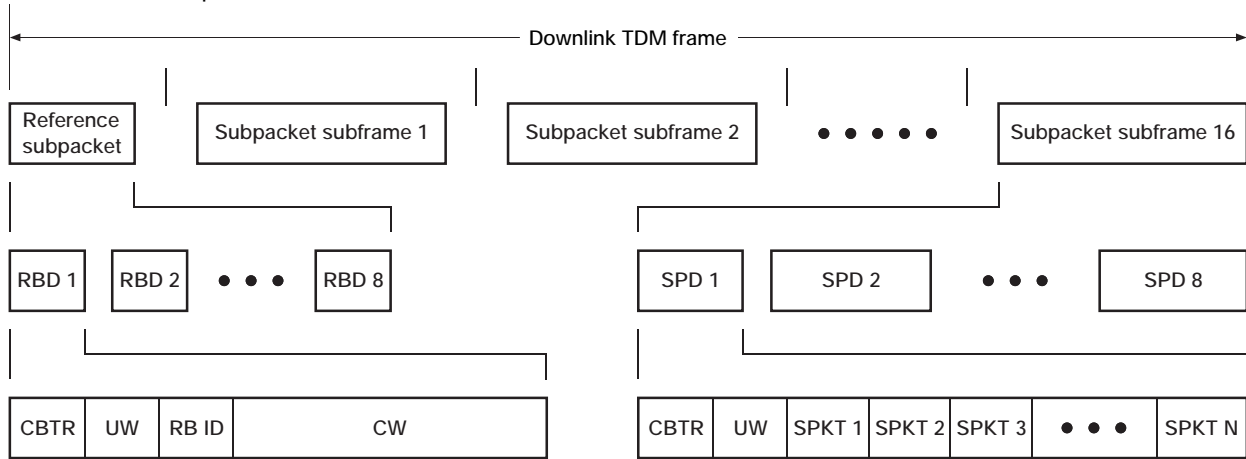 Downlink TDM frame
Reference
subpacket
Subpacket subframe 1
Subpacket subframe 2
Subpacket subframe 16
RBD 1
RBD 2
RBD 8
SPD 1
SPD 2
SPD 8
CBTR
UW
RB ID
CW
CBTR
UW
SPKT 1
SPKT 2
SPKT 3
SPKT N